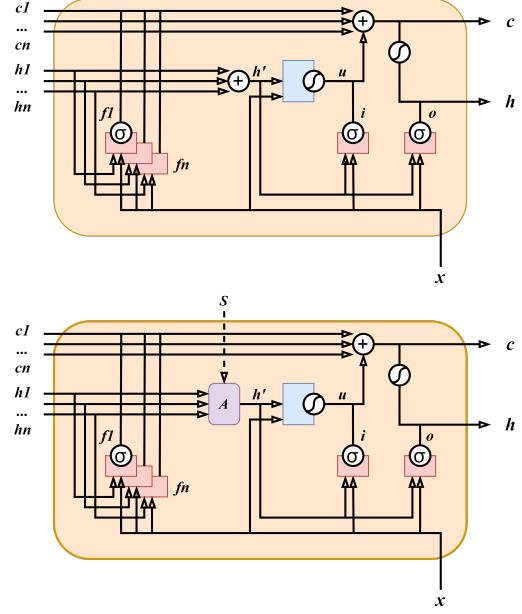 c1
...
cn
c
h1
...
hn
+
+
h'
u
h
f1
σ
fn
i
σ
o
σ
x
S
c1
...
cn
c
+
h1
...
hn
A
h'
u
h
f1
σ
fn
i
σ
o
σ
x